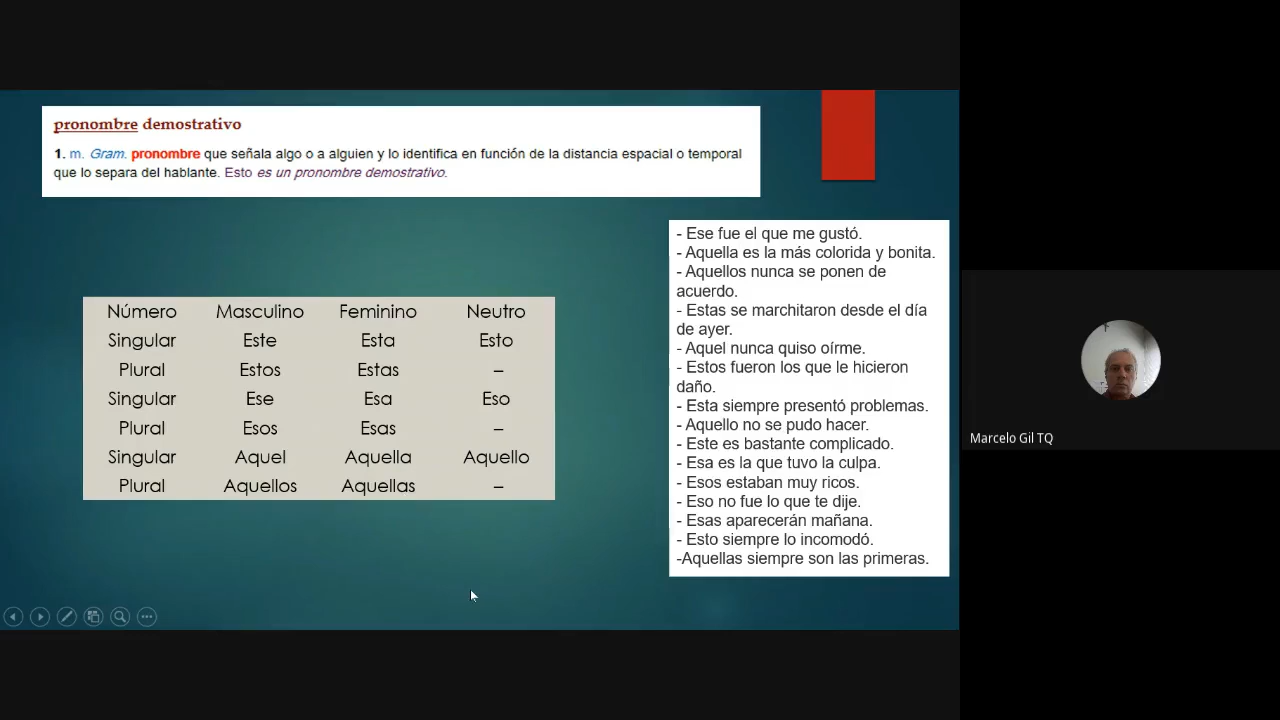 pronombre demostrativo
1. m. Gram. pronombre que señala algo o a alguien y lo identifica en función de la distancia espacial o temporal
que lo separa del hablante. Esto es un pronombre demostrativo.
Número Masculino Feminino Neutro
Singular Este Esta Esto
Plural Estos Estas –
Singular Ese Esa Eso
Plural Esos Esas –
Singular Aquel Aquella Aquello
Plural Aquellos Aquellas –
- Ese fue el que me gustó.
- Aquella es la más colorida y bonita.
- Aquellos nunca se ponen de
acuerdo.
- Estas se marchitaron desde el día
de ayer.
- Aquel nunca quiso oírme.
- Estos fueron los que le hicieron
daño.
- Esta siempre presentó problemas.
- Aquello no se pudo hacer.
- Este es bastante complicado.
- Esa es la que tuvo la culpa.
- Esos estaban muy ricos.
- Eso no fue lo que te dije.
- Esas aparecerán mañana.
- Esto siempre lo incomodó.
-Aquellas siempre son las primeras.
Marcelo Gil TQ